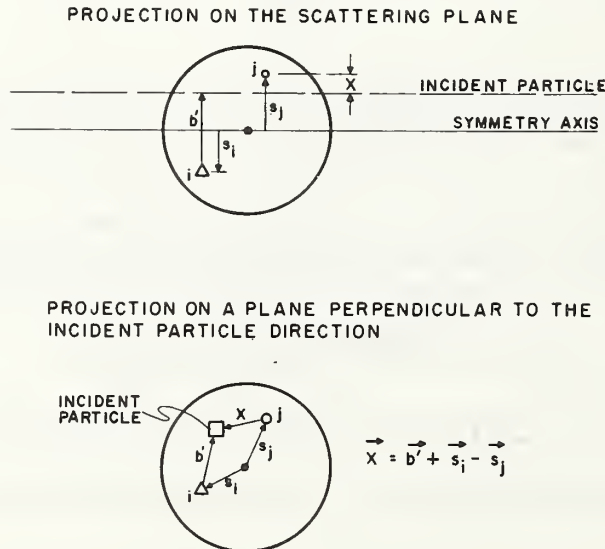 PROJECTION ON THE SCATTERING PLANE
j
X
INCIDENT PARTICLE
b'
s_j
SYMMETRY AXIS
s_i
i
PROJECTION ON A PLANE PERPENDICULAR TO THE
INCIDENT PARTICLE DIRECTION
INCIDENT
PARTICLE
X
j
b'
s_j
i
s_i
X⃗ = b⃗' + s⃗_i - s⃗_j